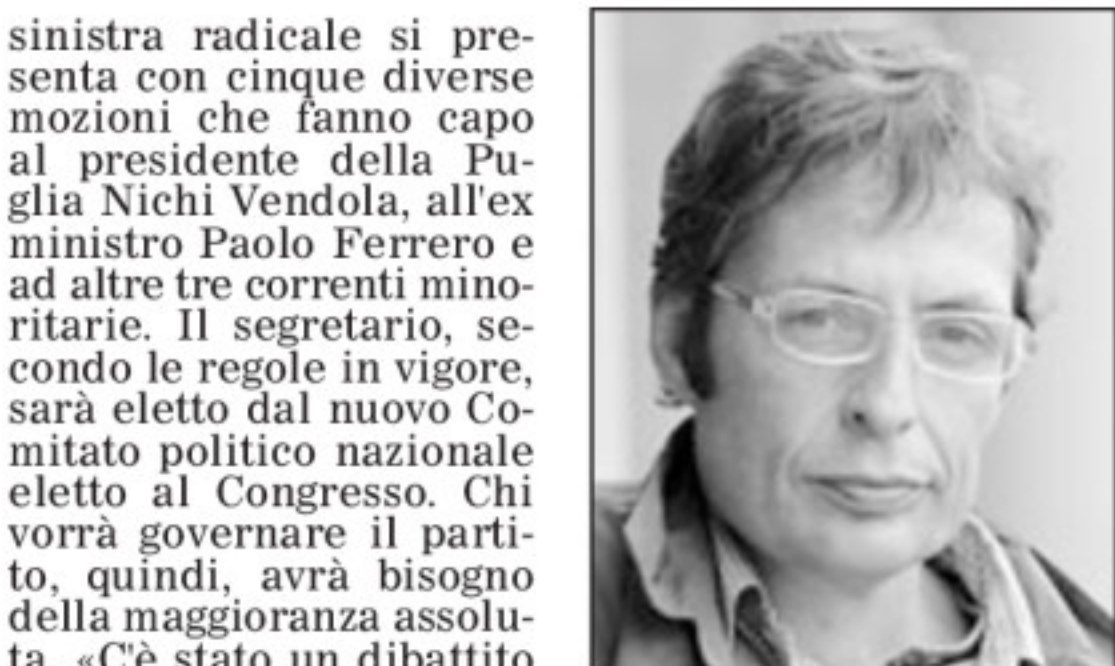 sinistra radicale si pre-
senta con cinque diverse
mozioni che fanno capo
al presidente della Pu-
glia Nichi Vendola, all'ex
ministro Paolo Ferrero e
ad altre tre correnti mino-
ritarie. Il segretario, se-
condo le regole in vigore,
sarà eletto dal nuovo Co-
mitato politico nazionale
eletto al Congresso. Chi
vorrà governare il parti-
to, quindi, avrà bisogno
della maggioranza assolu-
ta. «C'è stato un dibattito